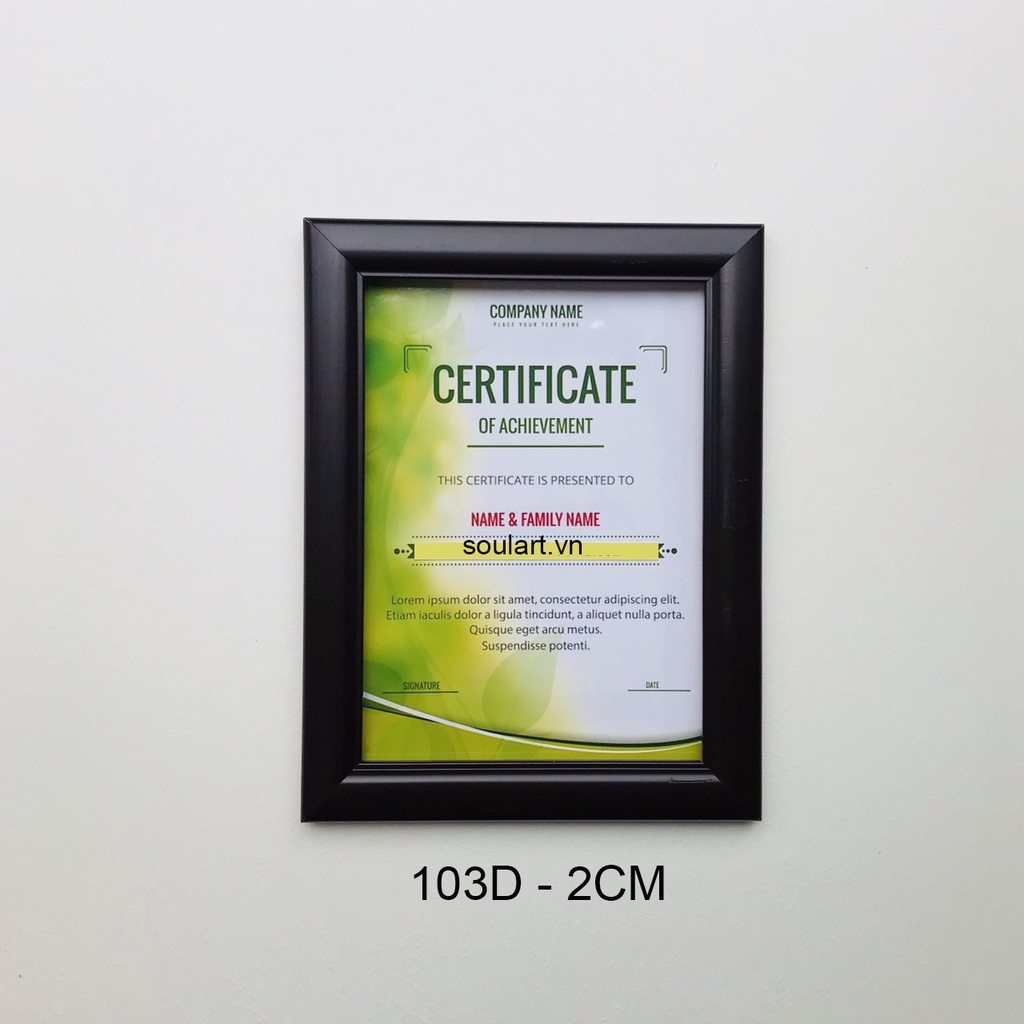 COMPANY NAME
PLACE YOUR TEXT HERE
CERTIFICATE
OF ACHIEVEMENT
THIS CERTIFICATE IS PRESENTED TO
NAME & FAMILY NAME
soulart.vn
Lorem ipsum dolor sit amet, consectetur adipiscing elit.
Etiam iaculis dolor a ligula tincidunt, a aliquet nulla porta.
Quisque eget arcu metus.
Suspendisse potenti.
SIGNATURE DATE
103D - 2CM